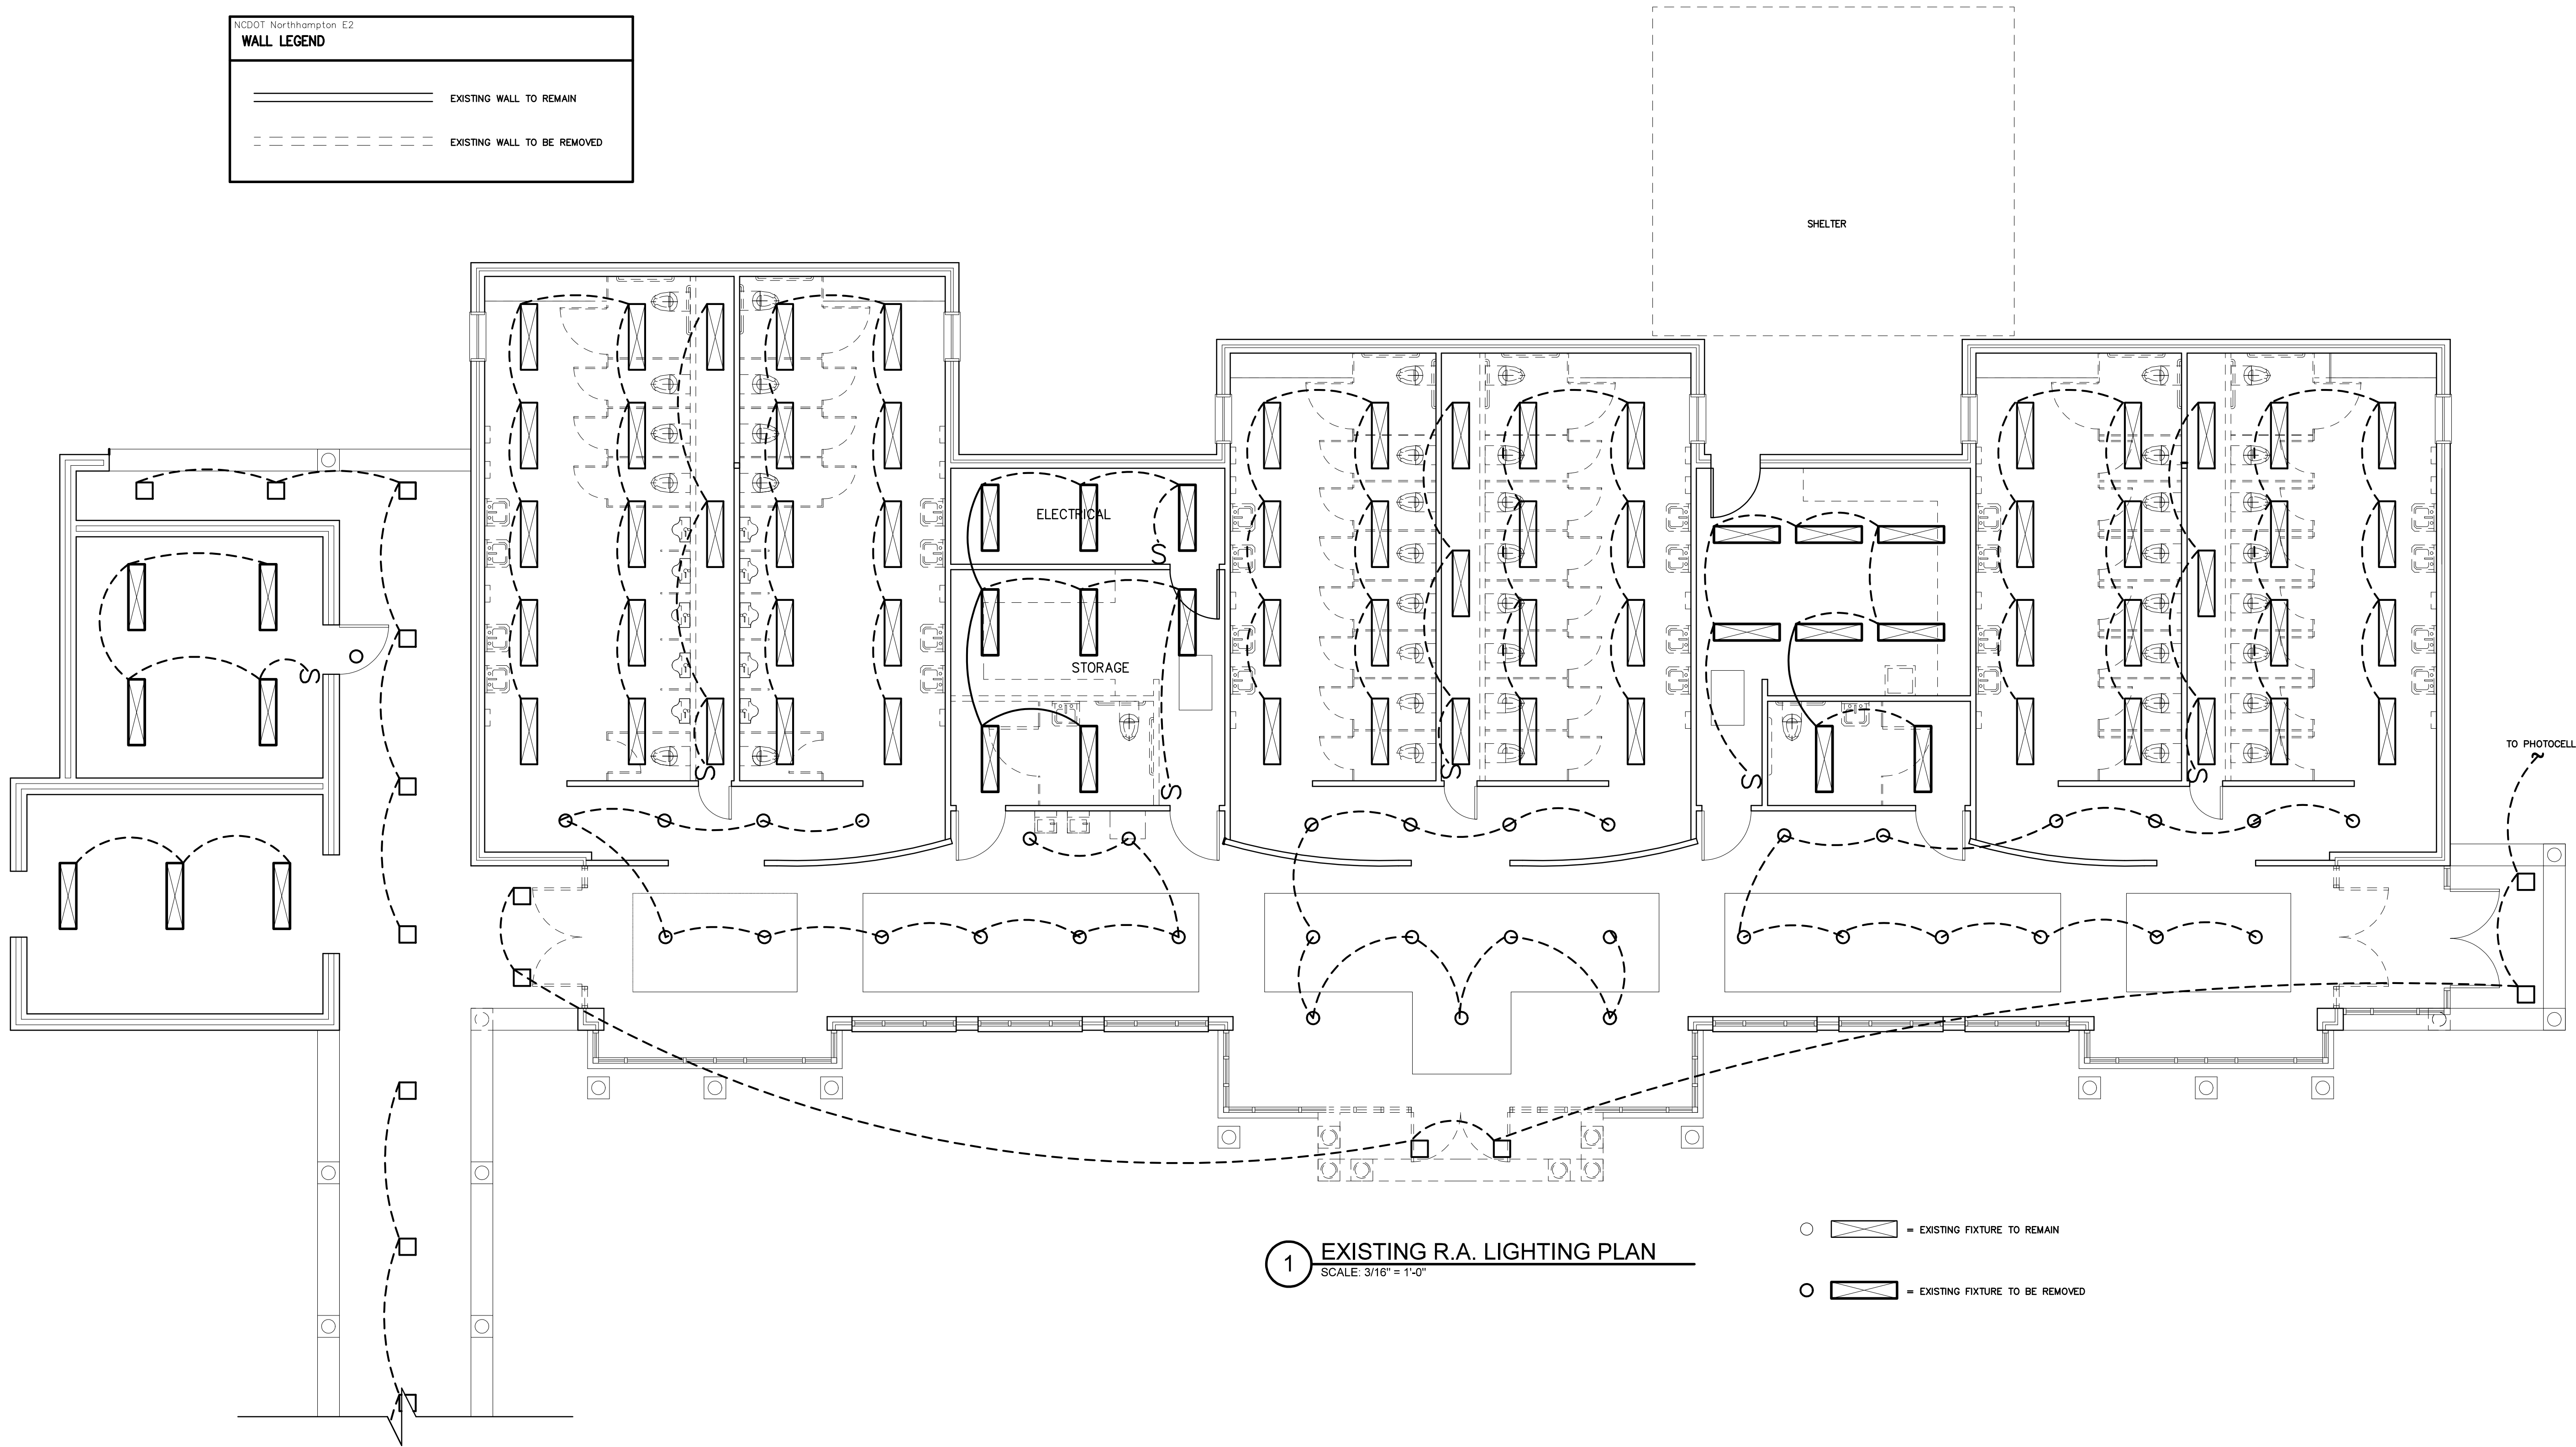 NCDOT Northhampton E2
WALL LEGEND
EXISTING WALL TO REMAIN
EXISTING WALL TO BE REMOVED
SHELTER
ELECTRICAL
S
STORAGE
S
TO PHOTOCELL
S
S
S
S
S
= EXISTING FIXTURE TO REMAIN
1 EXISTING R.A. LIGHTING PLAN
SCALE: 3/16" = 1'-0"
= EXISTING FIXTURE TO BE REMOVED